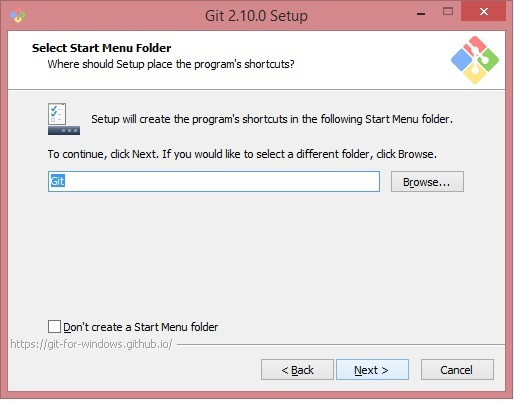 Git 2.10.0 Setup
Select Start Menu Folder
Where should Setup place the program's shortcuts?
Setup will create the program's shortcuts in the following Start Menu folder.
To continue, click Next. If you would like to select a different folder, click Browse.
Git
Browse...
Don't create a Start Menu folder
https://git-for-windows.github.io/
< Back
Next >
Cancel